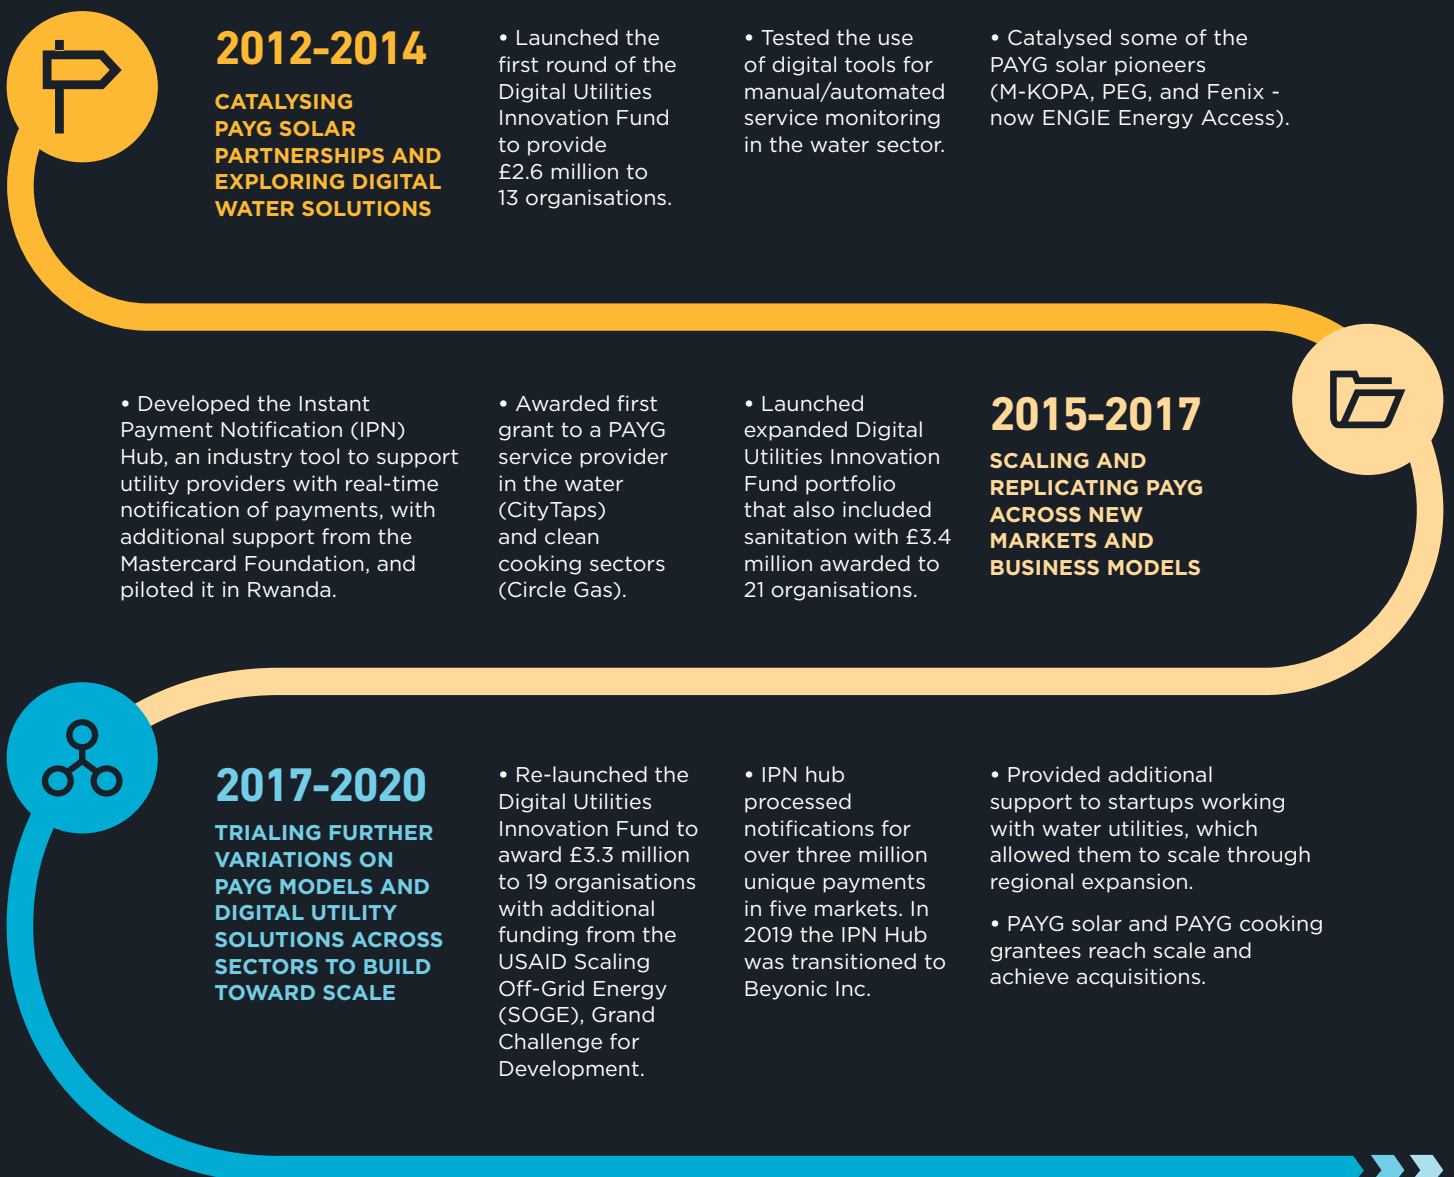 2012-2014
CATALYSING
PAYG SOLAR
PARTNERSHIPS AND
EXPLORING DIGITAL
WATER SOLUTIONS
• Launched the
first round of the
Digital Utilities
Innovation Fund
to provide
£2.6 million to
13 organisations.
• Tested the use
of digital tools for
manual/automated
service monitoring
in the water sector.
• Catalysed some of the
PAYG solar pioneers
(M-KOPA, PEG, and Fenix -
now ENGIE Energy Access).
2015-2017
SCALING AND
REPLICATING PAYG
ACROSS NEW
MARKETS AND
BUSINESS MODELS
• Developed the Instant
Payment Notification (IPN)
Hub, an industry tool to support
utility providers with real-time
notification of payments, with
additional support from the
Mastercard Foundation, and
piloted it in Rwanda.
• Awarded first
grant to a PAYG
service provider
in the water
(CityTaps)
and clean
cooking sectors
(Circle Gas).
• Launched
expanded Digital
Utilities Innovation
Fund portfolio
that also included
sanitation with £3.4
million awarded to
21 organisations.
2017-2020
TRIALING FURTHER
VARIATIONS ON
PAYG MODELS AND
DIGITAL UTILITY
SOLUTIONS ACROSS
SECTORS TO BUILD
TOWARD SCALE
• Re-launched the
Digital Utilities
Innovation Fund to
award £3.3 million
to 19 organisations
with additional
funding from the
USAID Scaling
Off-Grid Energy
(SOGE), Grand
Challenge for
Development.
• IPN hub
processed
notifications for
over three million
unique payments
in five markets. In
2019 the IPN Hub
was transitioned to
Beyonic Inc.
• Provided additional
support to startups working
with water utilities, which
allowed them to scale through
regional expansion.
• PAYG solar and PAYG cooking
grantees reach scale and
achieve acquisitions.